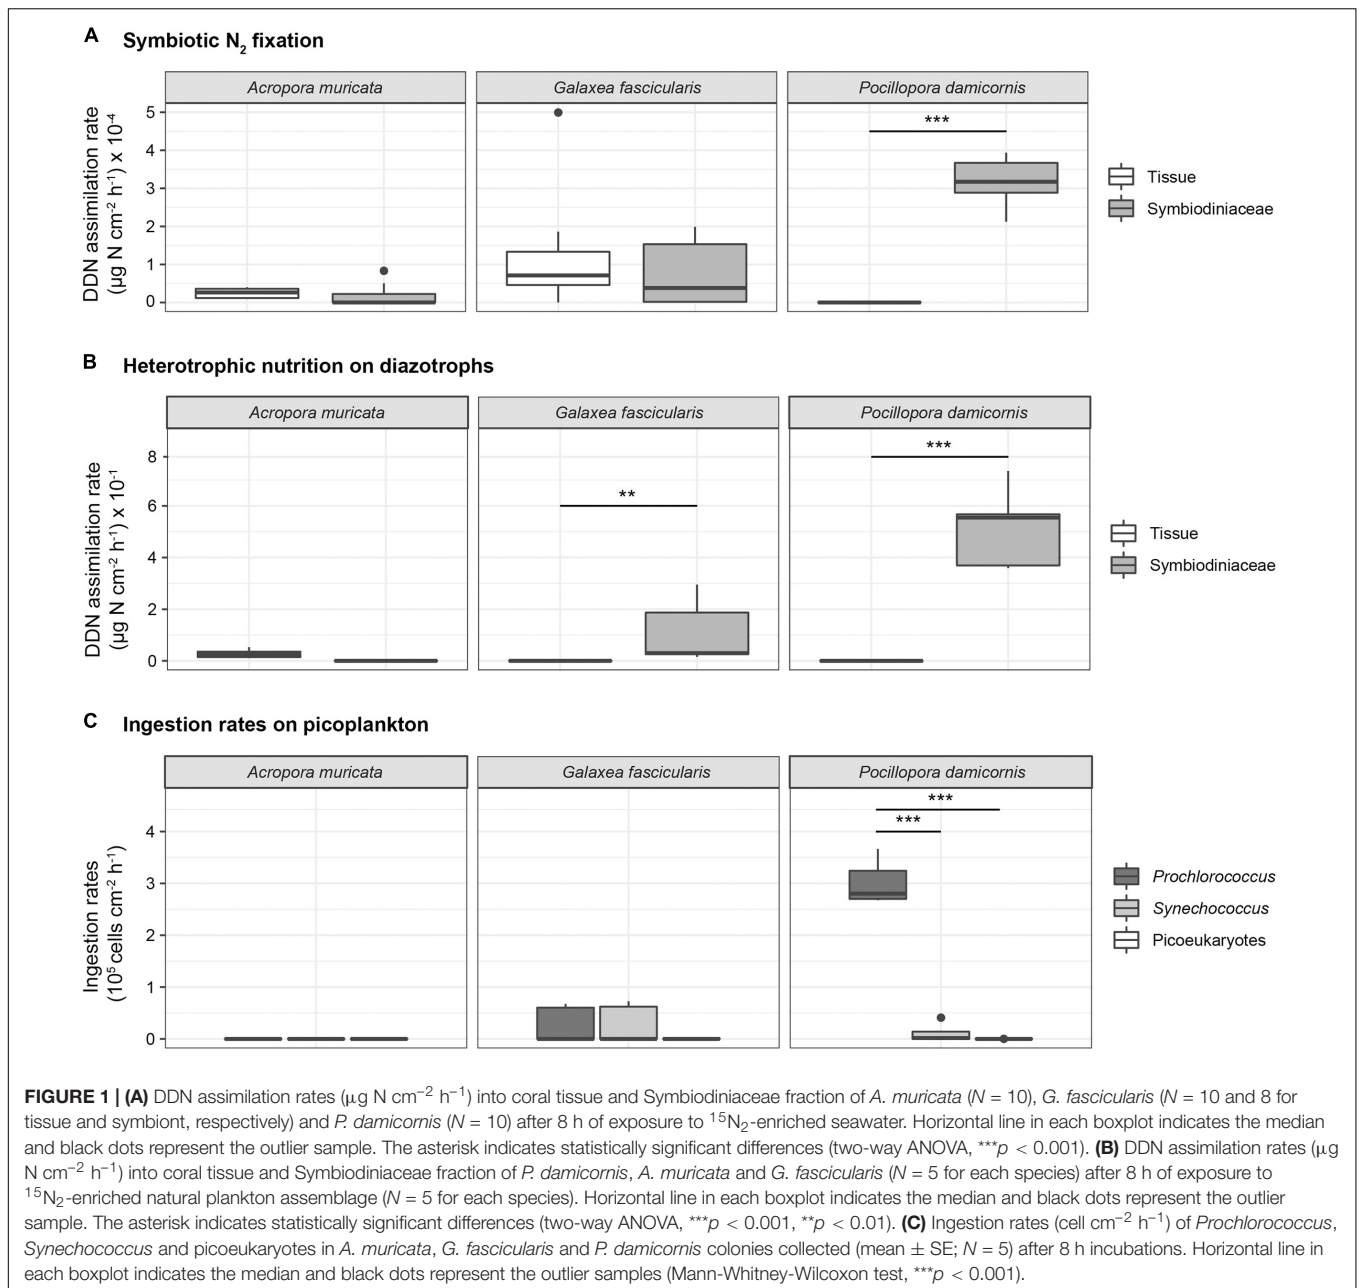 A Symbiotic N₂ fixation
Acropora muricata Galaxea fascicularis Pocillopora damicornis
DDN assimilation rate
(µg N cm⁻² h⁻¹) x 10⁻⁴
5
4
3
2
1
0
***
Tissue
Symbiodiniaceae
B Heterotrophic nutrition on diazotrophs
Acropora muricata Galaxea fascicularis Pocillopora damicornis
DDN assimilation rate
(µg N cm⁻² h⁻¹) x 10⁻¹
8
6
4
2
0
**
***
Tissue
Symbiodiniaceae
C Ingestion rates on picoplankton
Acropora muricata Galaxea fascicularis Pocillopora damicornis
Ingestion rates
(10⁵ cells cm⁻² h⁻¹)
4
3
2
1
0
***
***
Prochlorococcus
Synechococcus
Picoeukaryotes
FIGURE 1 | (A) DDN assimilation rates (µg N cm⁻² h⁻¹) into coral tissue and Symbiodiniaceae fraction of A. muricata (N = 10), G. fascicularis (N = 10 and 8 for
tissue and symbiont, respectively) and P. damicornis (N = 10) after 8 h of exposure to ¹⁵N₂-enriched seawater. Horizontal line in each boxplot indicates the median
and black dots represent the outlier sample. The asterisk indicates statistically significant differences (two-way ANOVA, ***p < 0.001). (B) DDN assimilation rates (µg
N cm⁻² h⁻¹) into coral tissue and Symbiodiniaceae fraction of P. damicornis, A. muricata and G. fascicularis (N = 5 for each species) after 8 h of exposure to
¹⁵N₂-enriched natural plankton assemblage (N = 5 for each species). Horizontal line in each boxplot indicates the median and black dots represent the outlier
sample. The asterisk indicates statistically significant differences (two-way ANOVA, ***p < 0.001, **p < 0.01). (C) Ingestion rates (cell cm⁻² h⁻¹) of Prochlorococcus,
Synechococcus and picoeukaryotes in A. muricata, G. fascicularis and P. damicornis colonies collected (mean ± SE; N = 5) after 8 h incubations. Horizontal line in
each boxplot indicates the median and black dots represent the outlier samples (Mann-Whitney-Wilcoxon test, ***p < 0.001).